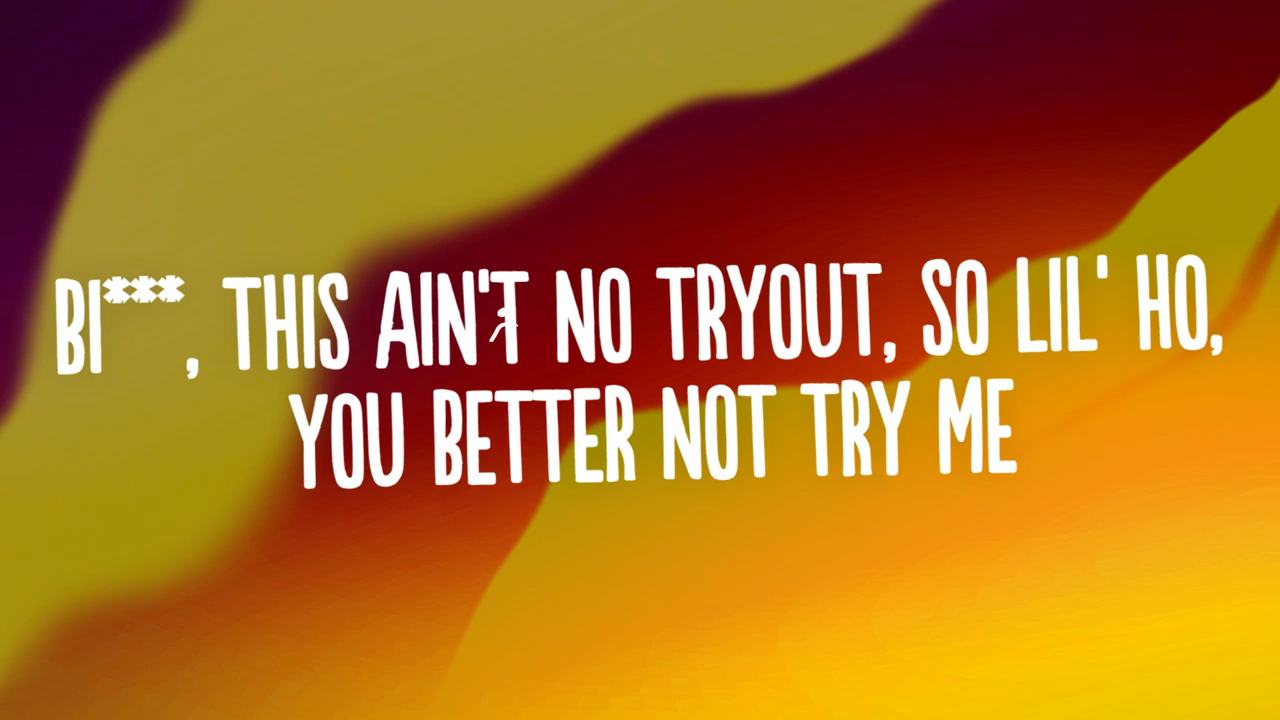 BI***, THIS AIN'T NO TRYOUT, SO LIL' HO,
YOU BETTER NOT TRY ME